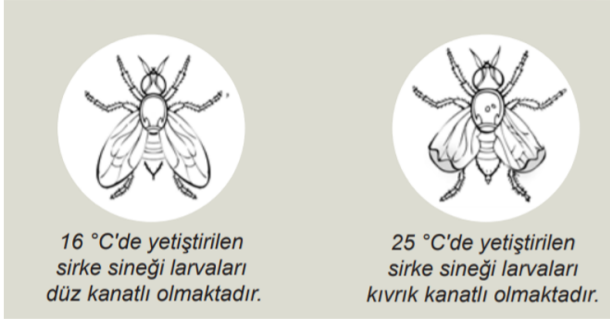 16 °C'de yetiştirilen
sirke sineği larvaları
düz kanatlı olmaktadır.
25 °C'de yetiştirilen
sirke sineği larvaları
kıvrık kanatlı olmaktadır.